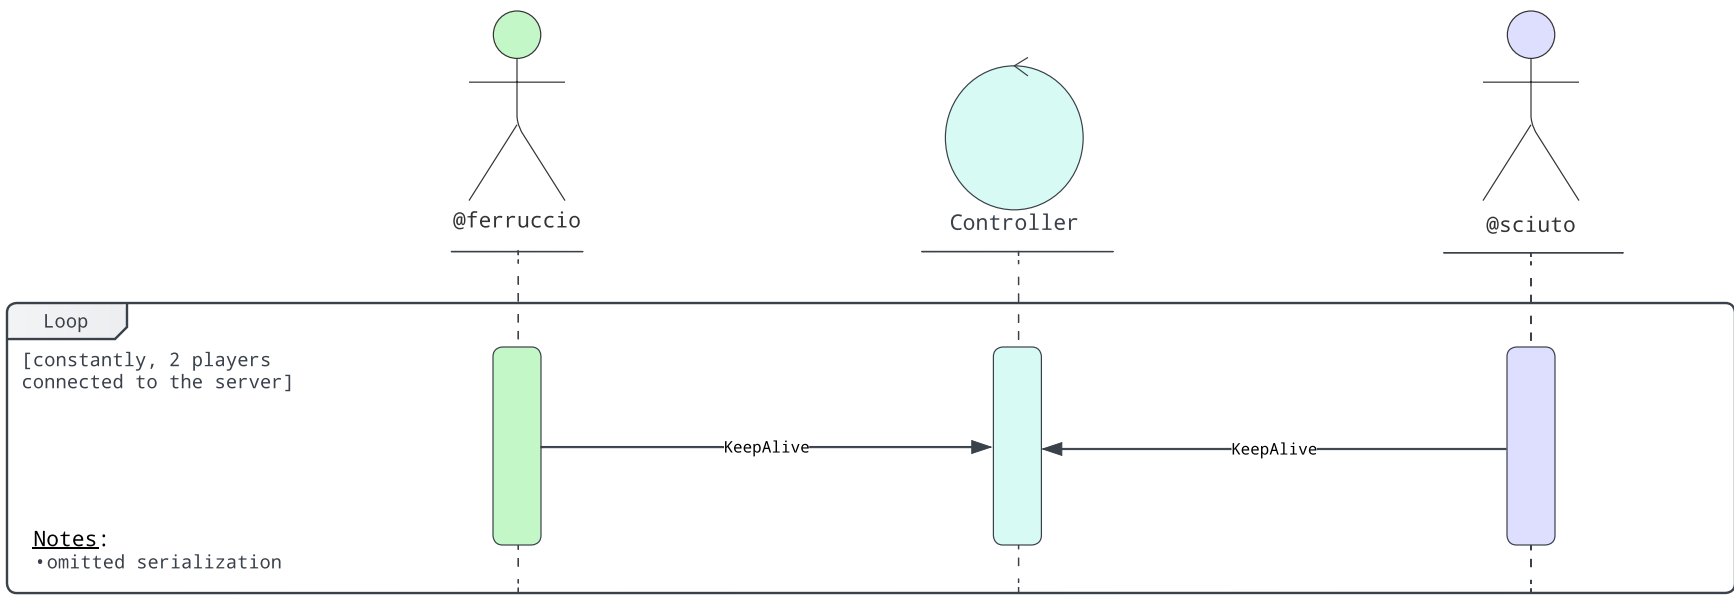 @ferruccio
Controller
@sciuto
Loop
[constantly, 2 players
connected to the server]
KeepAlive
KeepAlive
Notes:
•omitted serialization